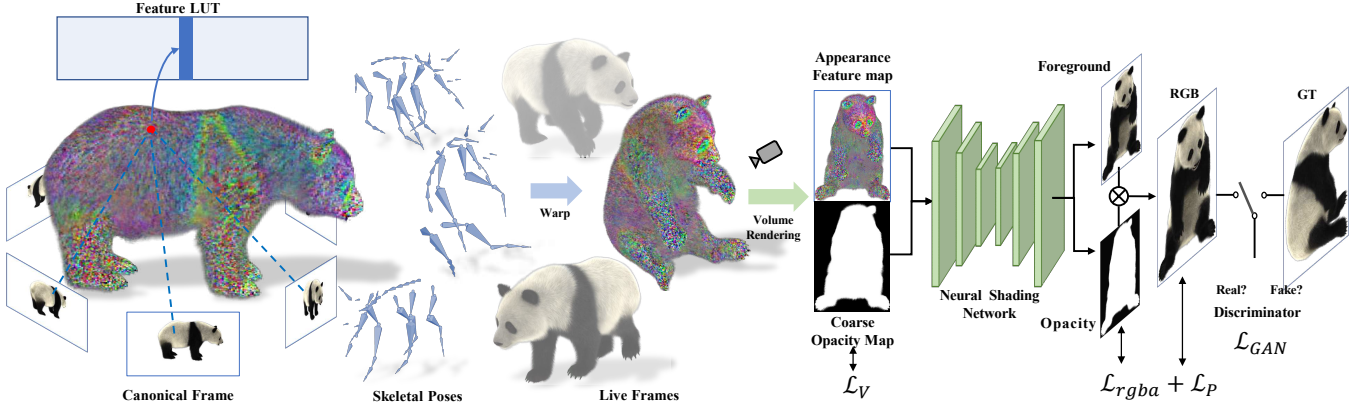 Feature LUT
Canonical Frame
Skeletal Poses
Warp
Live Frames
Volume
Rendering
Appearance
Feature map
Coarse
Opacity Map
ℒ_V
Neural Shading
Network
Foreground
Opacity
RGB
GT
Real? Fake?
Discriminator
ℒ_GAN
ℒ_rgba + ℒ_P